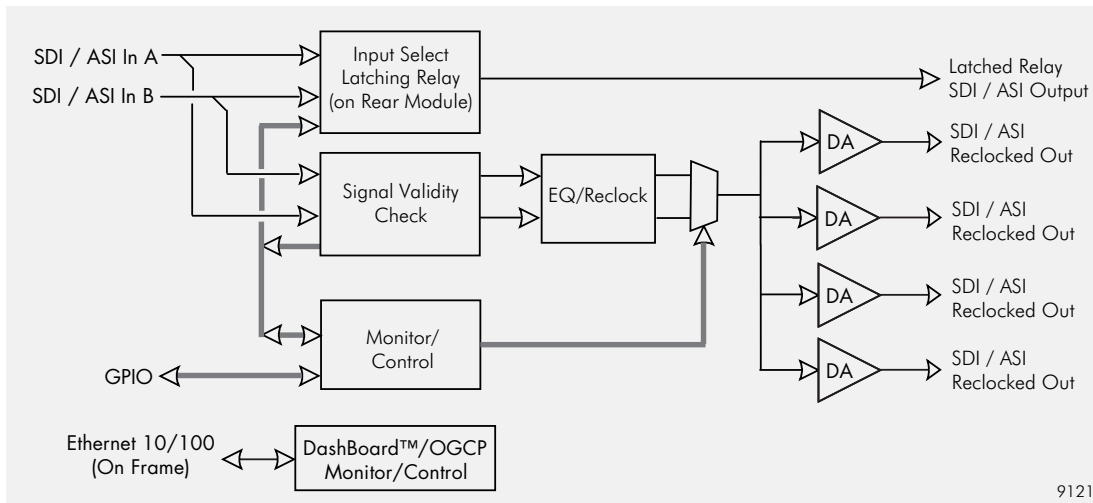 SDI / ASI In A
SDI / ASI In B
Input Select
Latching Relay
(on Rear Module)
Latched Relay
SDI / ASI Output
Signal Validity
Check
EQ/Reclock
DA
SDI / ASI
Reclocked Out
DA
SDI / ASI
Reclocked Out
DA
SDI / ASI
Reclocked Out
DA
SDI / ASI
Reclocked Out
Monitor/
Control
GPIO
Ethernet 10/100
(On Frame)
DashBoard™/OGCP
Monitor/Control
9121